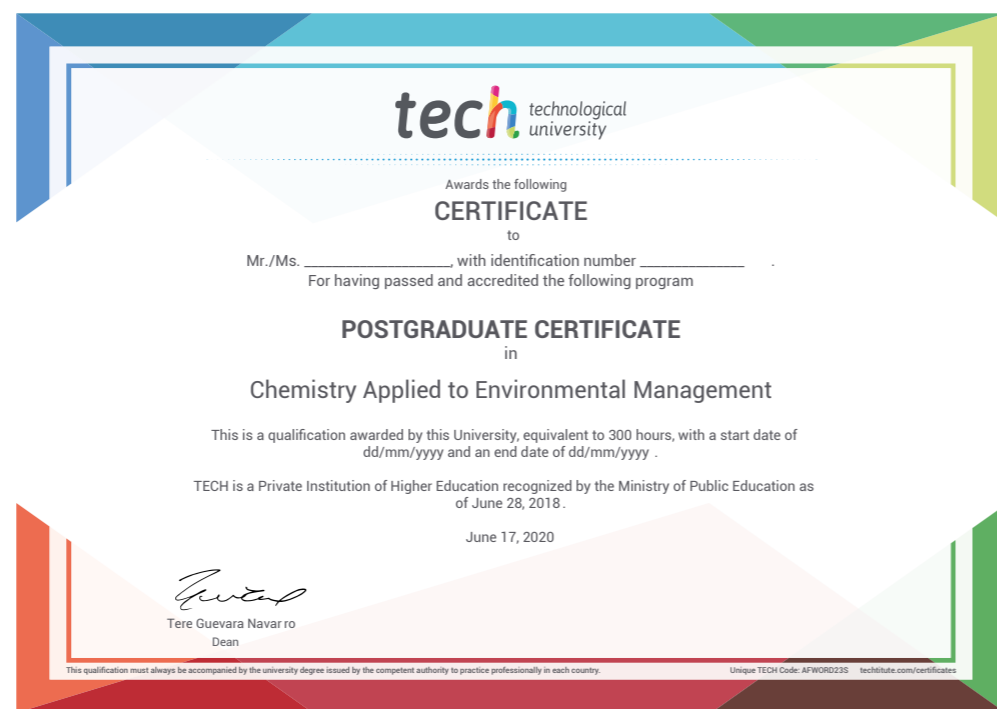 tech technological
university
Awards the following
CERTIFICATE
to
Mr./Ms. ____________________, with identification number ______________ .
For having passed and accredited the following program
POSTGRADUATE CERTIFICATE
in
Chemistry Applied to Environmental Management
This is a qualification awarded by this University, equivalent to 300 hours, with a start date of
dd/mm/yyyy and an end date of dd/mm/yyyy .
TECH is a Private Institution of Higher Education recognized by the Ministry of Public Education as
of June 28, 2018.
June 17, 2020
Tere Guevara Navarro
Dean
This qualification must always be accompanied by the university degree issued by the competent authority to practice professionally in each country. Unique TECH Code: AFWORD23S techtitute.com/certificates